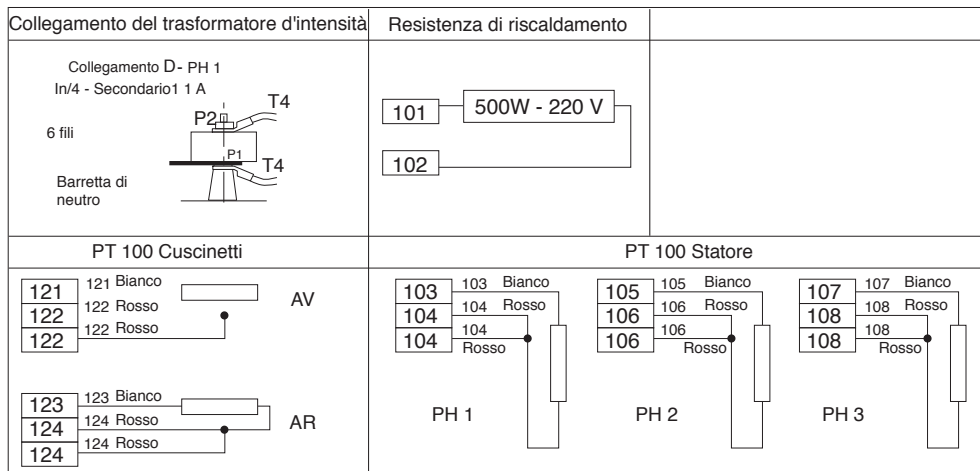 Collegamento del trasformatore d'intensità
Resistenza di riscaldamento
Collegamento D- PH 1
In/4 - Secondario1 1 A
6 fili
P2
T4
P1
T4
Barretta di
neutro
101
500W - 220 V
102
PT 100 Cuscinetti
PT 100 Statore
121
121 Bianco
122
122 Rosso
122
122 Rosso
AV
123
123 Bianco
124
124 Rosso
124
124 Rosso
AR
103
103 Bianco
104
104 Rosso
104
104
Rosso
PH 1
105
105 Bianco
106
106 Rosso
106
106
Rosso
PH 2
107
107 Bianco
108
108 Rosso
108
108
Rosso
PH 3